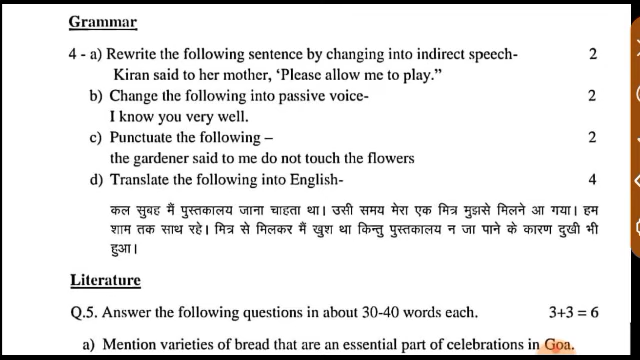 Grammar
4 - a) Rewrite the following sentence by changing into indirect speech- 2
Kiran said to her mother, ‘Please allow me to play.”
b) Change the following into passive voice- 2
I know you very well.
c) Punctuate the following – 2
the gardener said to me do not touch the flowers
d) Translate the following into English- 4
कल सुबह मैं पुस्तकालय जाना चाहता था। उसी समय मेरा एक मित्र मुझसे मिलने आ गया। हम
शाम तक साथ रहे। मित्र से मिलकर मैं खुश था किन्तु पुस्तकालय न जा पाने के कारण दुखी भी
हुआ।
Literature
Q.5. Answer the following questions in about 30-40 words each. 3+3 = 6
a) Mention varieties of bread that are an essential part of celebrations in Goa.